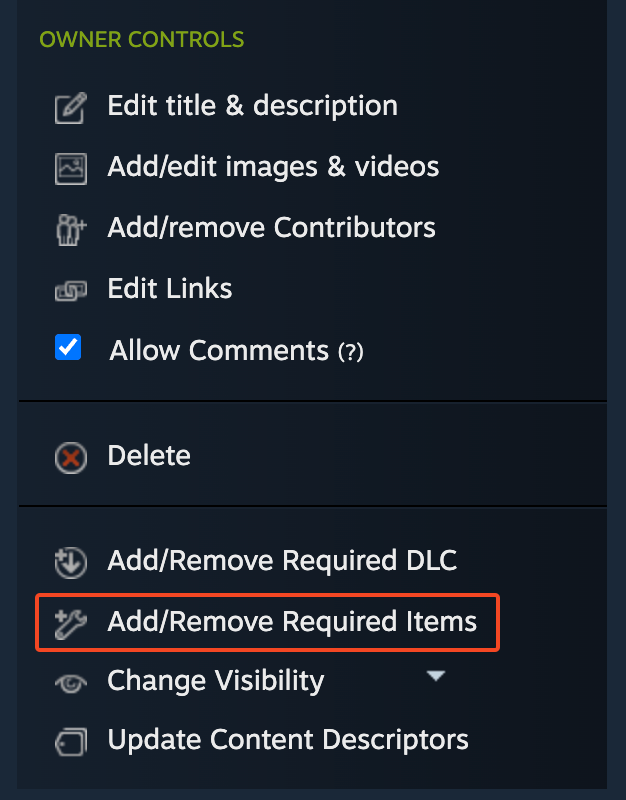 OWNER CONTROLS
Edit title & description
Add/edit images & videos
Add/remove Contributors
Edit Links
Allow Comments (?)
Delete
Add/Remove Required DLC
Add/Remove Required Items
Change Visibility
Update Content Descriptors